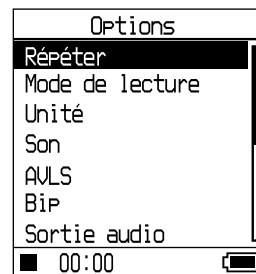 Options
Répéter
Mode de lecture
Unité
Son
AVLS
Bip
Sortie audio
00:00